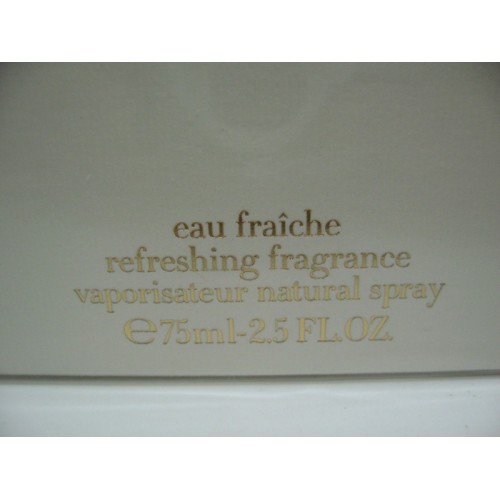 eau fraîche
refreshing fragrance
vaporisateur natural spray
℮75ml-2.5 FL.OZ.